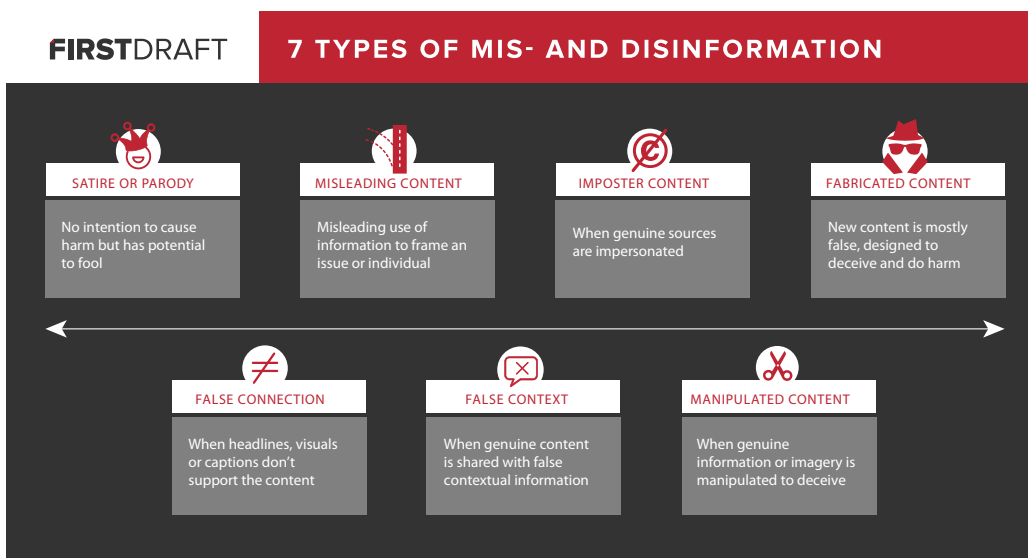 FIRSTDRAFT
7 TYPES OF MIS- AND DISINFORMATION
SATIRE OR PARODY
No intention to cause
harm but has potential
to fool
MISLEADING CONTENT
Misleading use of
information to frame an
issue or individual
IMPOSTER CONTENT
When genuine sources
are impersonated
FABRICATED CONTENT
New content is mostly
false, designed to
deceive and do harm
FALSE CONNECTION
When headlines, visuals
or captions don't
support the content
FALSE CONTEXT
When genuine content
is shared with false
contextual information
MANIPULATED CONTENT
When genuine
information or imagery is
manipulated to deceive